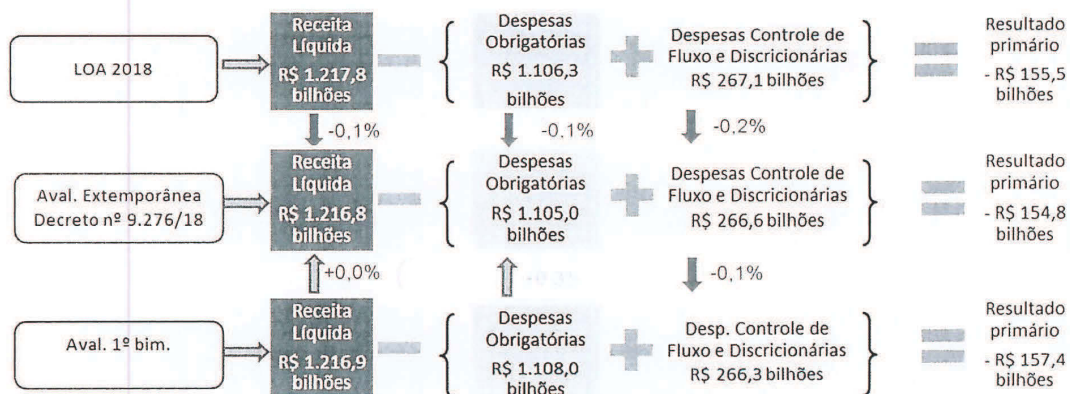 LOA 2018
Receita
Líquida
R$ 1.217,8
bilhões
Despesas
Obrigatórias
R$ 1.106,3
bilhões
Despesas Controle de
Fluxo e Discricionárias
R$ 267,1 bilhões
Resultado
primário
- R$ 155,5
bilhões
-0,1%
-0,1%
-0,2%
Aval. Extemporânea
Decreto nº 9.276/18
Receita
Líquida
R$ 1.216,8
bilhões
Despesas
Obrigatórias
R$ 1.105,0
bilhões
Despesas Controle de
Fluxo e Discricionárias
R$ 266,6 bilhões
Resultado
primário
- R$ 154,8
bilhões
+0,0%
-0,1%
Aval. 1º bim.
Receita
Líquida
R$ 1.216,9
bilhões
Despesas
Obrigatórias
R$ 1.108,0
bilhões
Desp. Controle de
Fluxo e Discricionárias
R$ 266,3 bilhões
Resultado
primário
- R$ 157,4
bilhões